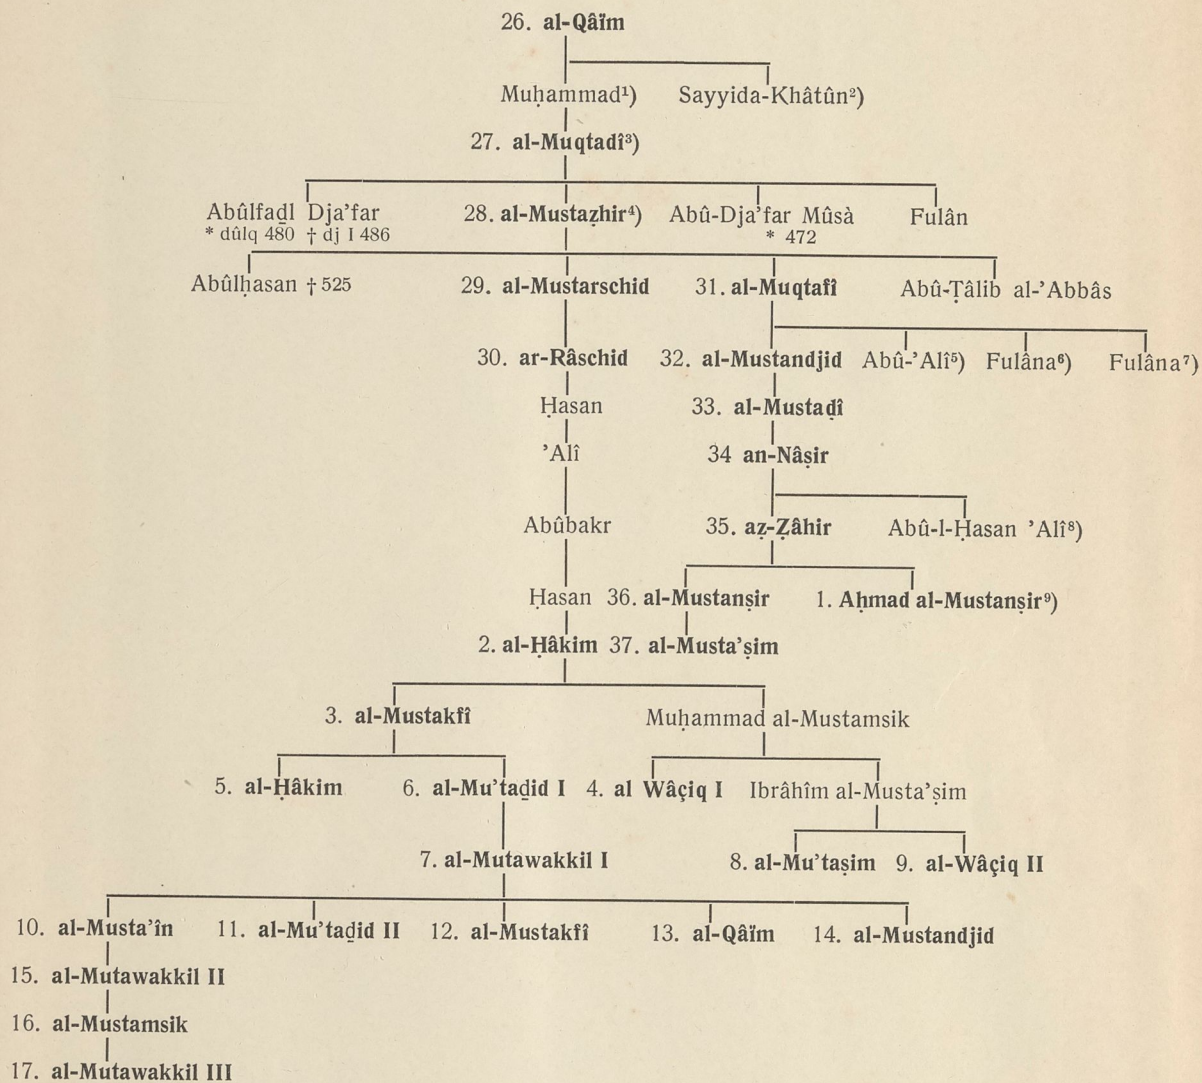 26. al-Qâïm
Muḥammad¹) Sayyida-Khâtûn²)
27. al-Muqtadî³)
Abûlfaḏl Dja’far 28. al-Mustaẓhir⁴) Abû-Dja’far Mûsà Fulân
* dûlq 480 † dj I 486 * 472
Abûlḥasan † 525 29. al-Mustarschid 31. al-Muqtafî Abû-Ṭâlib al-’Abbâs
30. ar-Râschid 32. al-Mustandjid Abû-’Alî⁵) Fulâna⁶) Fulâna⁷)
Ḥasan 33. al-Mustaḍî
’Alî 34 an-Nâṣir
Abûbakr 35. aẓ-Ẓâhir Abû-l-Ḥasan ’Alî⁸)
Ḥasan 36. al-Mustanṣir 1. Aḥmad al-Mustanṣir⁹)
2. al-Ḥâkim 37. al-Musta’ṣim
3. al-Mustakfî Muḥammad al-Mustamsik
5. al-Ḥâkim 6. al-Mu’taḏid I 4. al Wâçiq I Ibrâhîm al-Musta’ṣim
7. al-Mutawakkil I 8. al-Mu’taṣim 9. al-Wâçiq II
10. al-Musta’în 11. al-Mu’taḏid II 12. al-Mustakfî 13. al-Qâïm 14. al-Mustandjid
15. al-Mutawakkil II
16. al-Mustamsik
17. al-Mutawakkil III